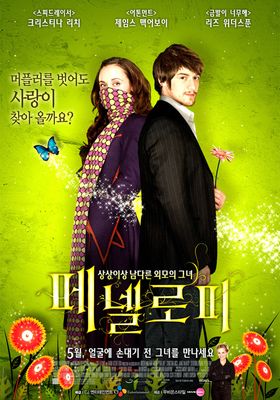 <스피드레이서>
크리스티나 리치
<어톤먼트>
제임스 맥어보이
<금발이 너무해>
리즈 위더스푼
머플러를 벗어도
사랑이
찾아 올까요?
상상이상 남다른 외모의 그녀
페넬로피
5월, 얼굴에 손대기 전 그녀를 만나세요